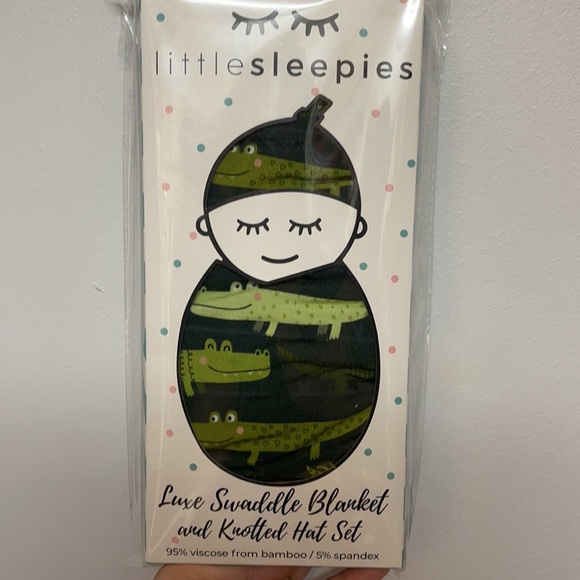 littlesleepies
Luxe Swaddle Blanket
and Knotted Hat Set
95% viscose from bamboo / 5% spandex